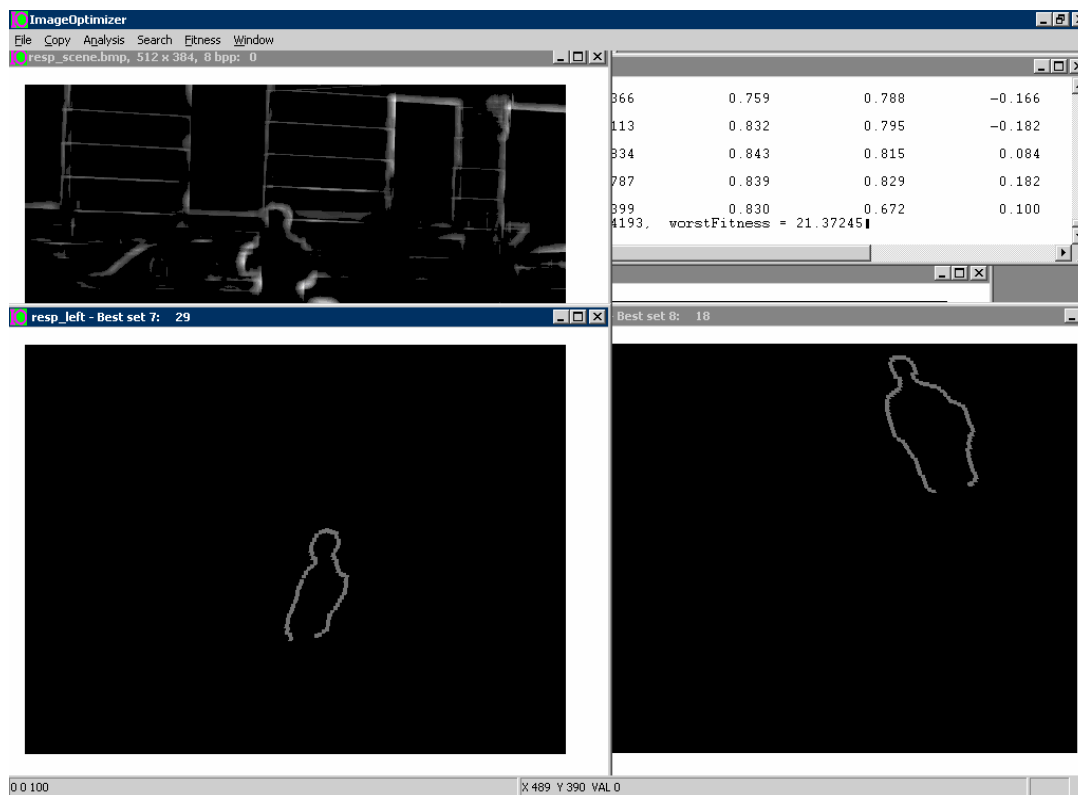 ImageOptimizer
File Copy Analysis Search Fitness Window
resp_scene.bmp, 512 x 384, 8 bpp: 0
366 0.759 0.788 -0.166
113 0.832 0.795 -0.182
834 0.843 0.815 0.084
787 0.839 0.829 0.182
399 0.830 0.672 0.100
4193, worstFitness = 21.37245
resp_left - Best set 7: 29
Best set 8: 18
0 0 100
X 489 Y 390 VAL 0